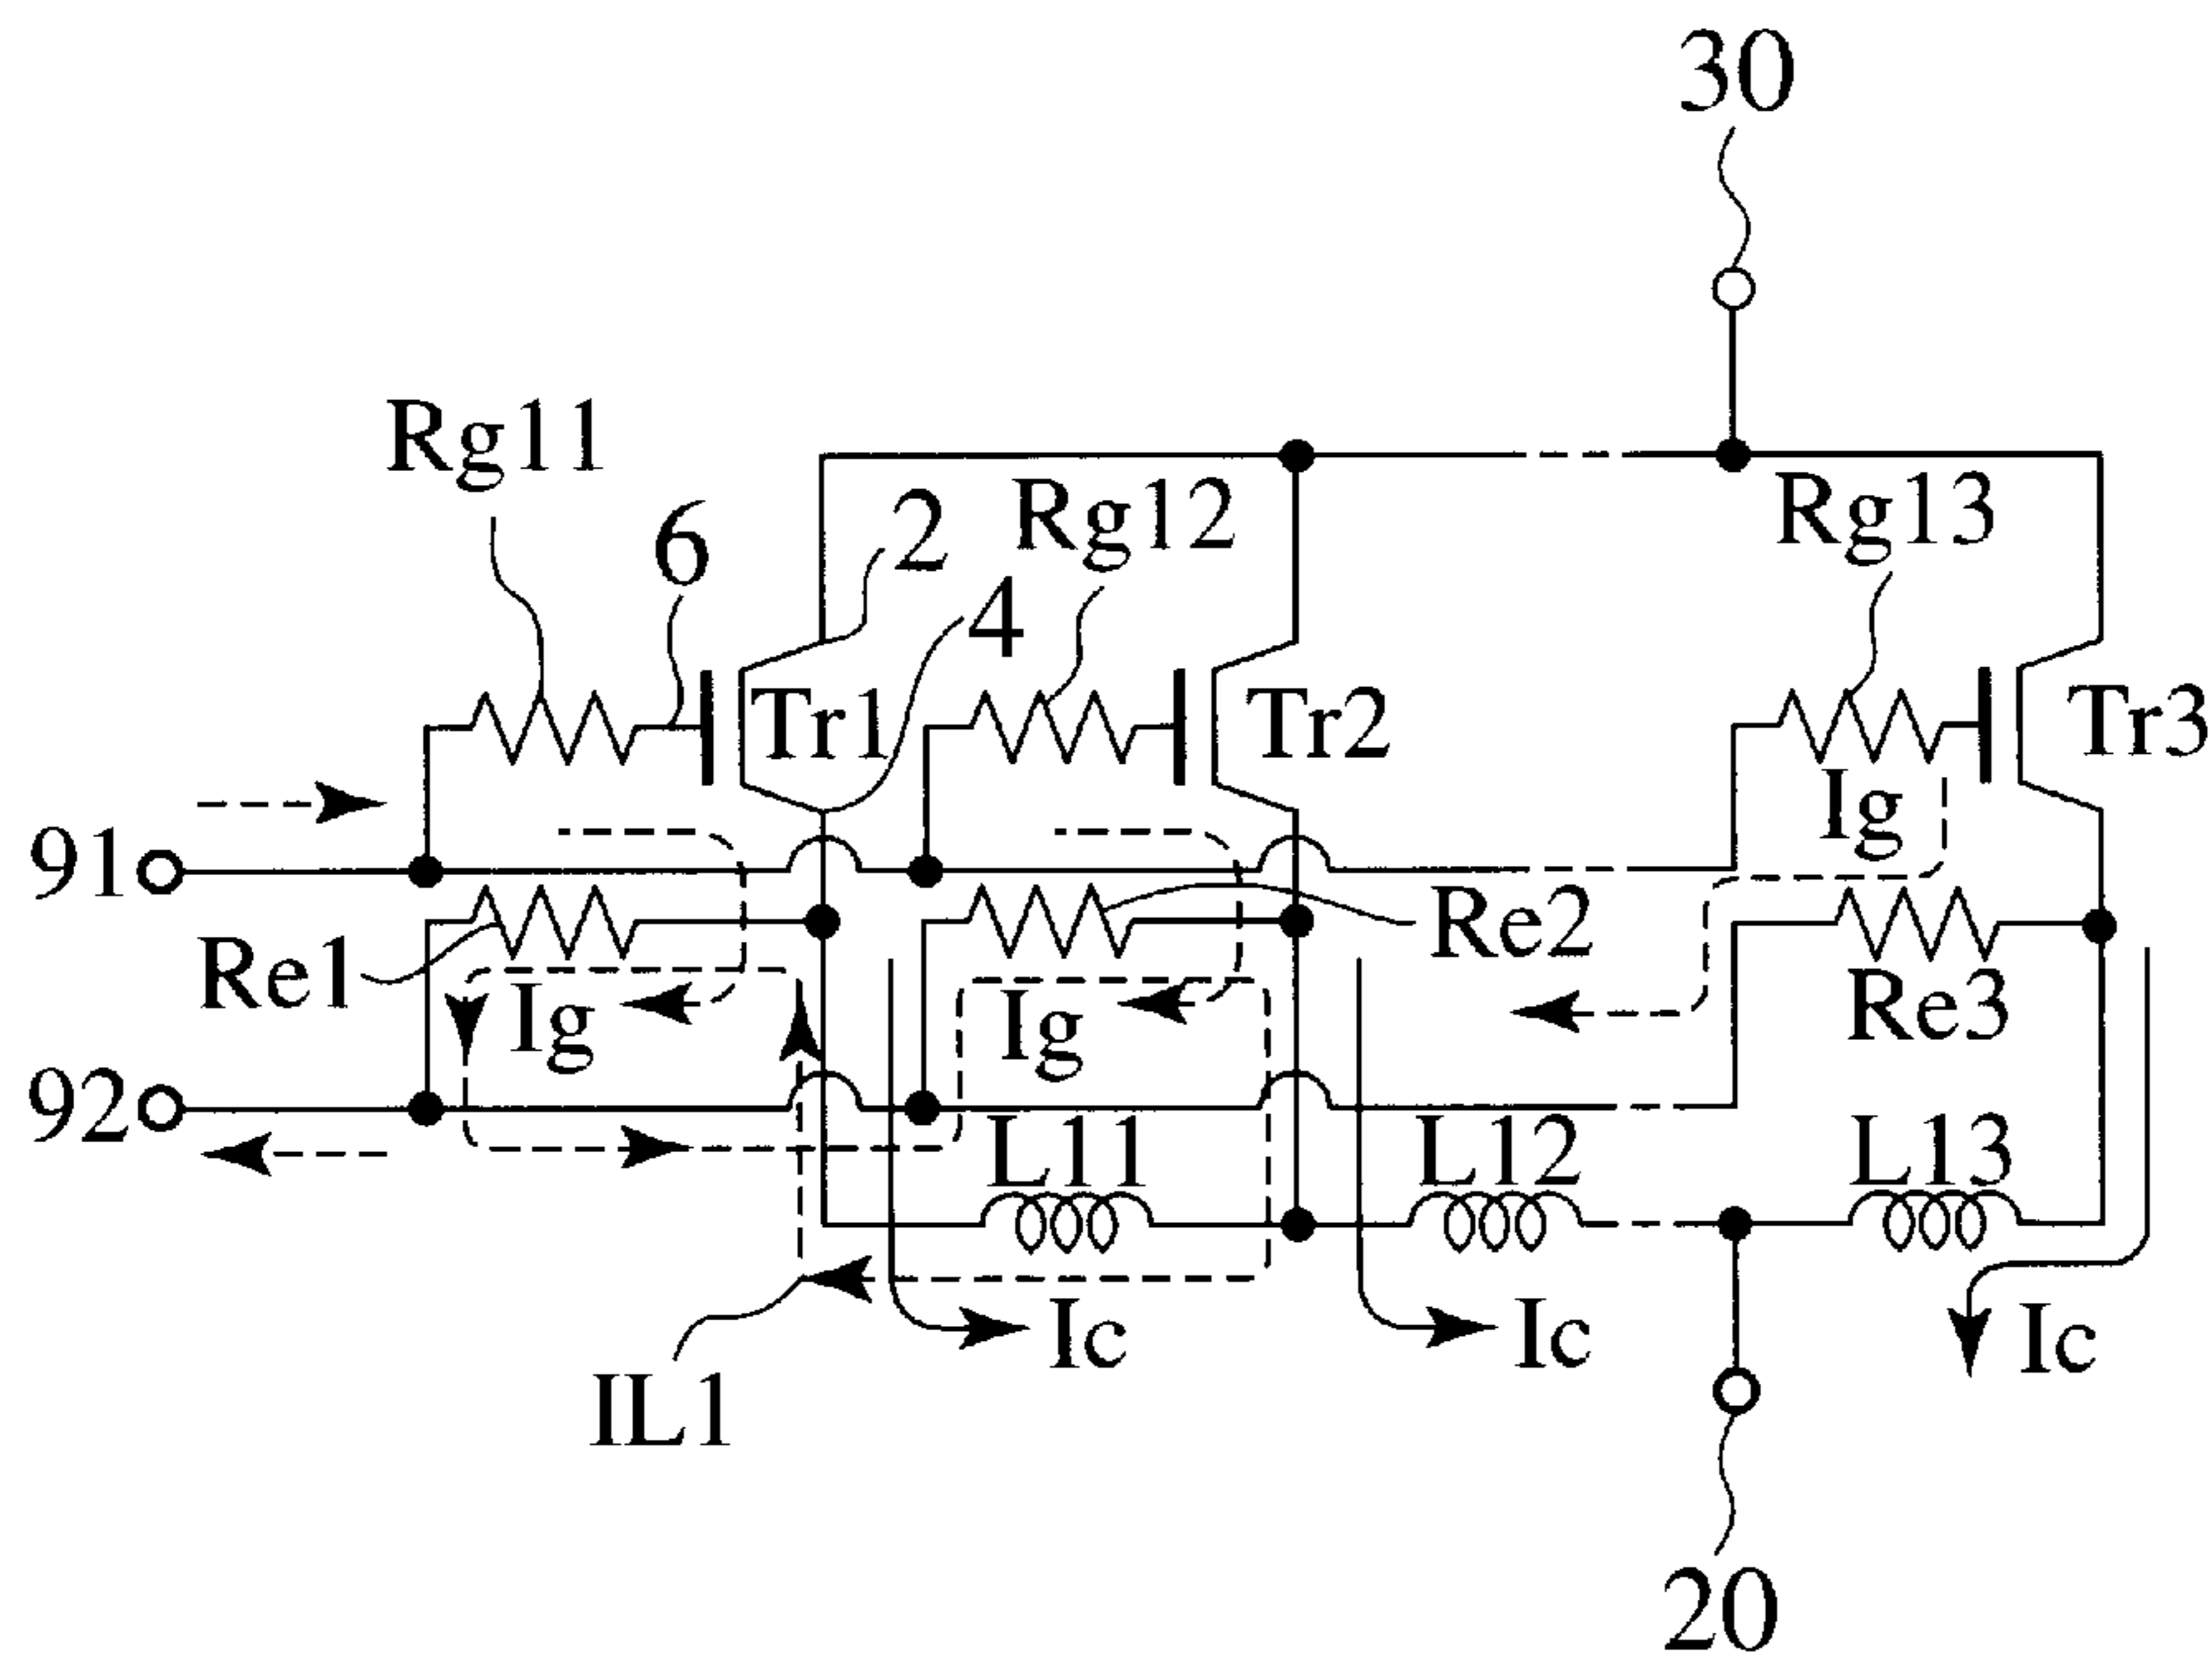 30
Rg11
6
2
Rg12
Rg13
4
Tr1
Tr2
Tr3
Ig
91
Re1
Re2
Re3
Ig
Ig
92
L11
L12
L13
Ic
Ic
Ic
IL1
20